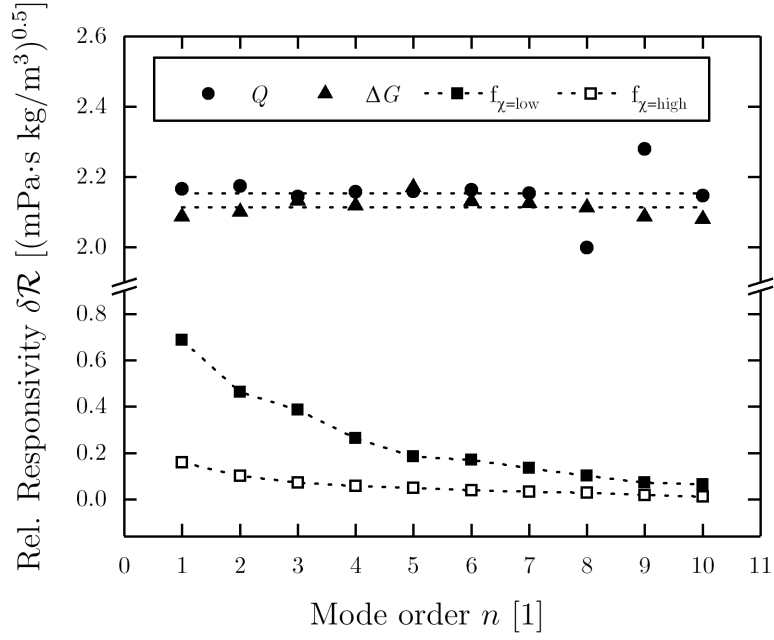 Rel. Responsivity δR [(mPa·s kg/m³)^0.5]
2.6
2.4
2.2
2.0
0.8
0.6
0.4
0.2
0.0
Q ΔG f_χ=low f_χ=high
0 1 2 3 4 5 6 7 8 9 10 11
Mode order n [1]